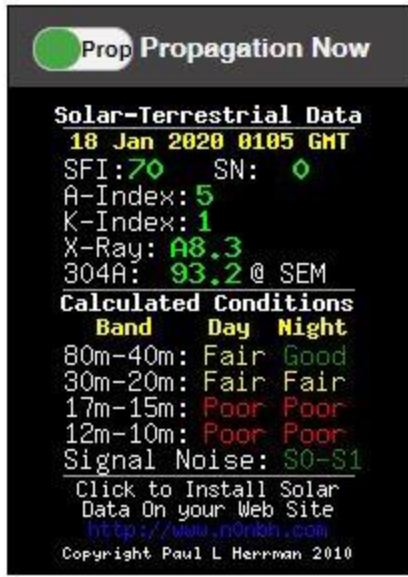 Prop Propagation Now
Solar-Terrestrial Data
18 Jan 2020 0105 GMT
SFI:70 SN: 0
A-Index:5
K-Index:1
X-Ray: A8.3
304A: 93.2 @ SEM
Calculated Conditions
Band Day Night
80m-40m: Fair Good
30m-20m: Fair Fair
17m-15m: Poor Poor
12m-10m: Poor Poor
Signal Noise: S0-S1
Click to Install Solar
Data On your Web Site
http://www.n0nbh.com
Copyright Paul L Herrman 2010